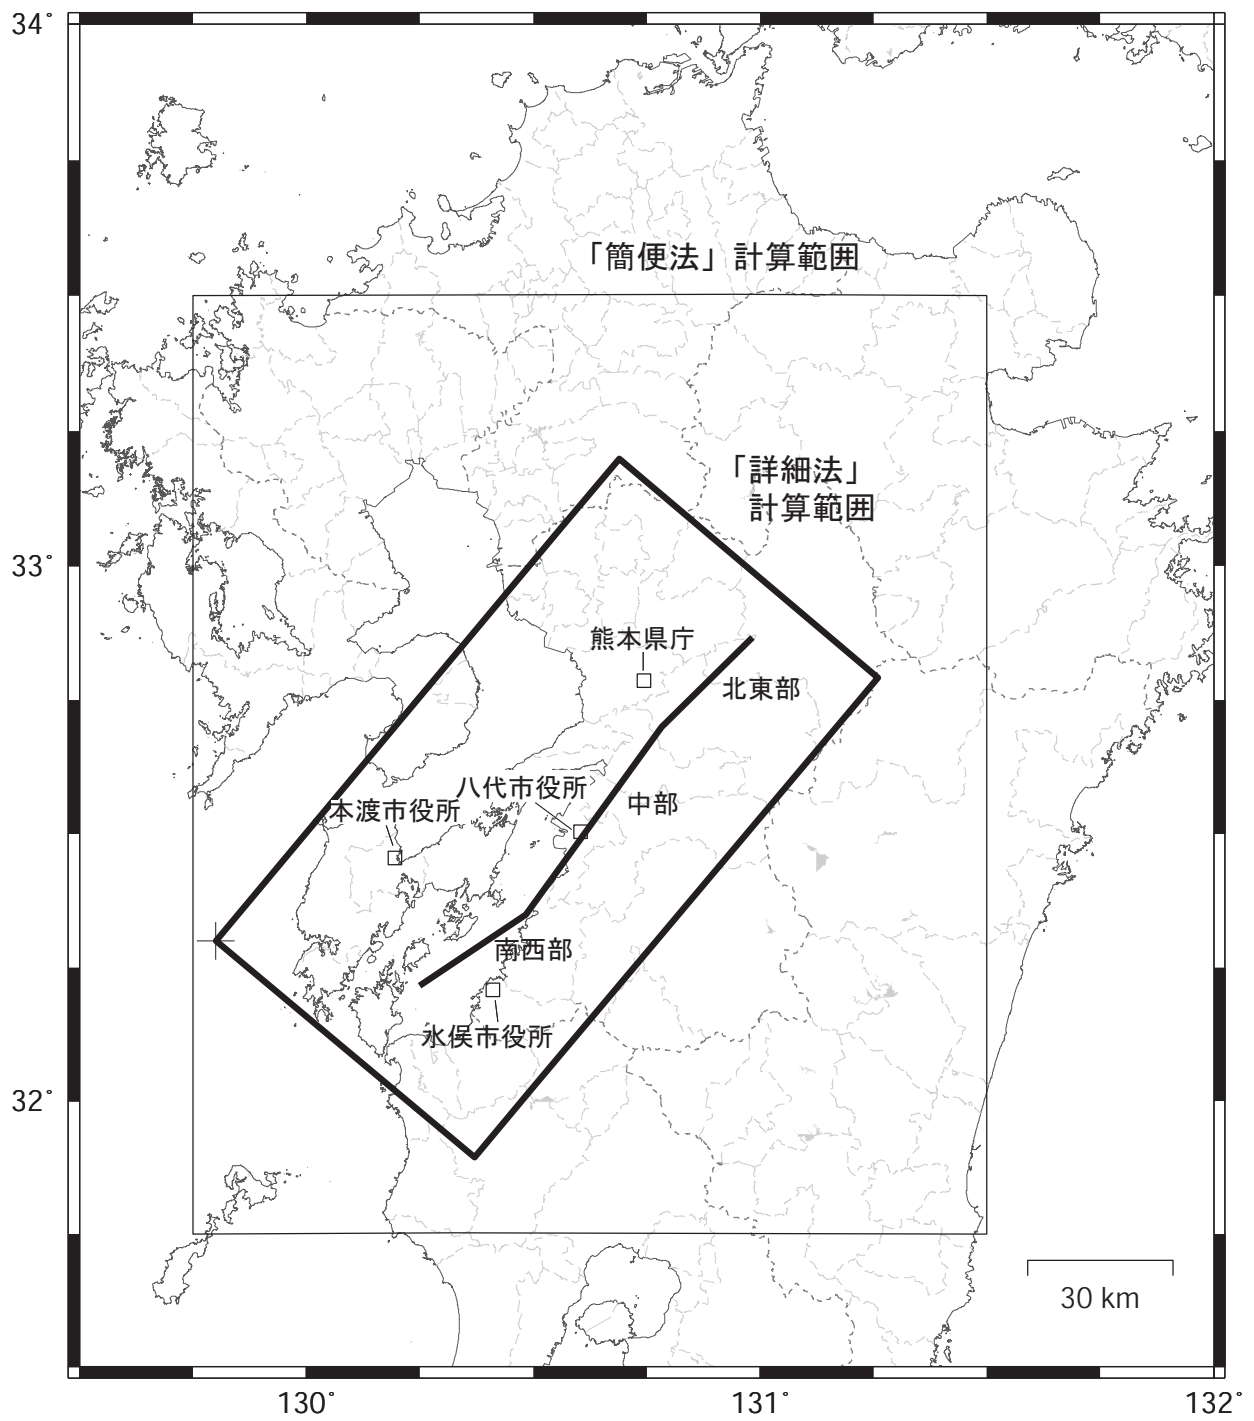 34°
「簡便法」計算範囲
「詳細法」
計算範囲
33°
熊本県庁
北東部
八代市役所
中部
本渡市役所
南西部
水俣市役所
32°
30 km
130°
131°
132°